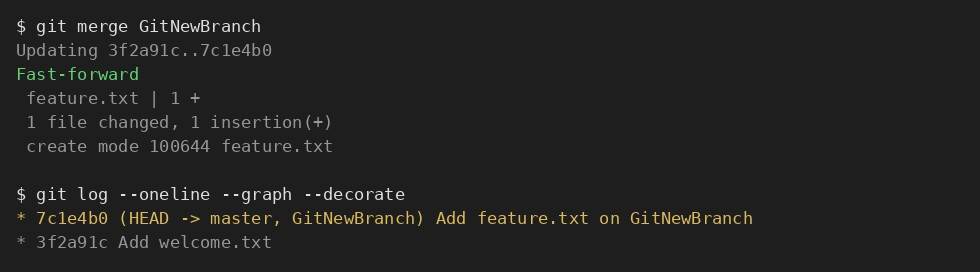 $ git merge GitNewBranch
Updating 3f2a91c..7c1e4b0
Fast-forward
 feature.txt | 1 +
 1 file changed, 1 insertion(+)
 create mode 100644 feature.txt

$ git log --oneline --graph --decorate
* 7c1e4b0 (HEAD -> master, GitNewBranch) Add feature.txt on GitNewBranch
* 3f2a91c Add welcome.txt